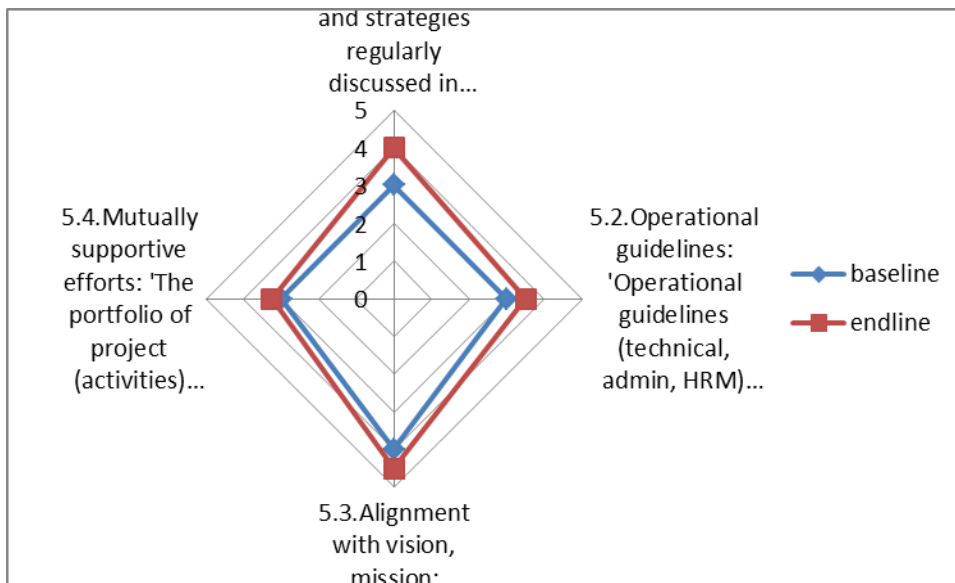 and strategies
regularly
discussed in...
5
4
3
2
1
0
5.4.Mutually
supportive
efforts: 'The
portfolio of
project
(activities)...
5.2.Operational
guidelines:
'Operational
guidelines
(technical,
admin, HRM)...
baseline
endline
5.3.Alignment
with vision,
mission: